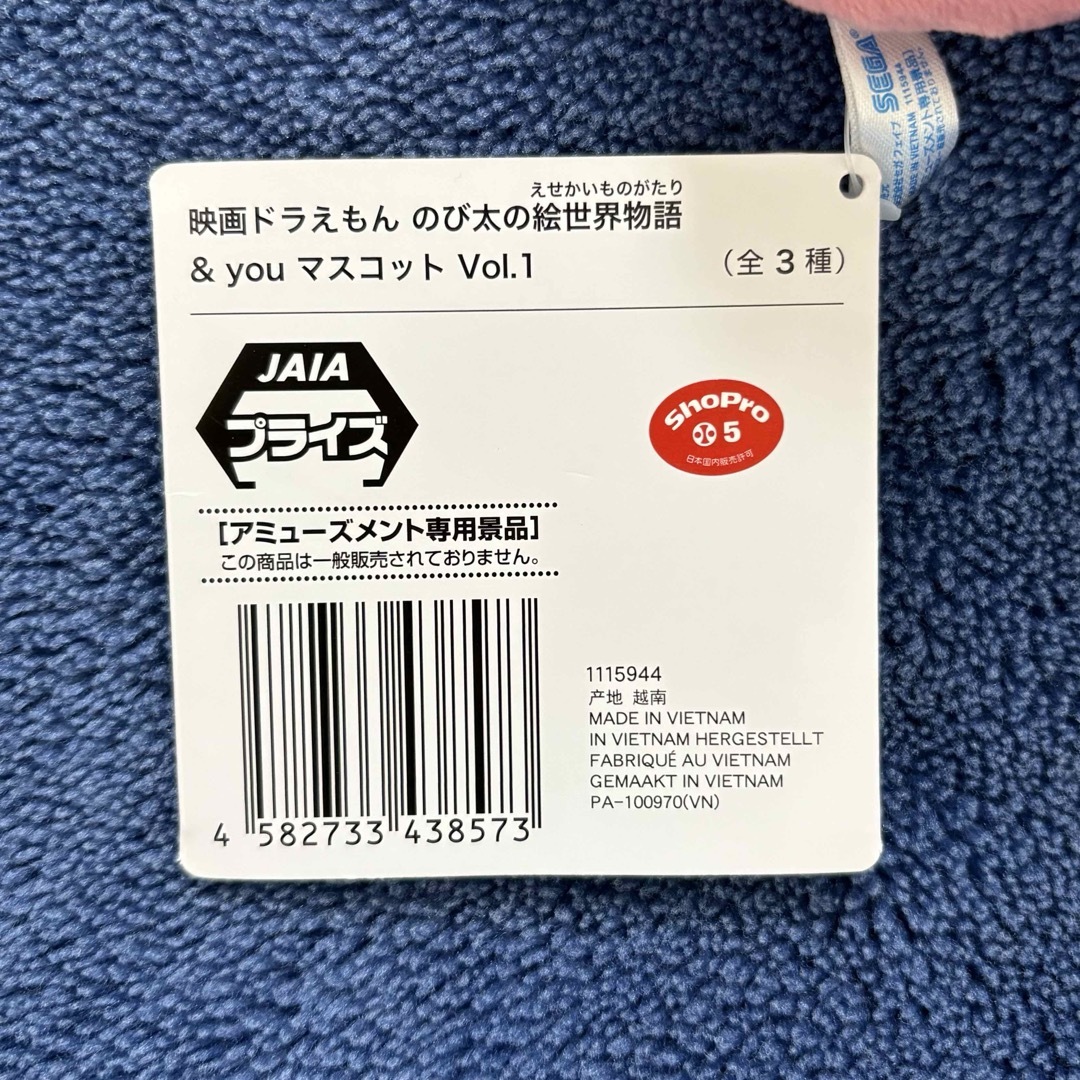 SEGA
MADE IN VIETNAM 1115944
えせかいものがたり
映画ドラえもん のび太の絵世界物語
& you マスコット Vol.1
（全 3 種）
JAIA
プライズ
ShoPro
5
日本国内販売許可
［アミューズメント専用景品］
この商品は一般販売されておりません。
4 582733 438573
1115944
产地 越南
MADE IN VIETNAM
IN VIETNAM HERGESTELLT
FABRIQUÉ AU VIETNAM
GEMAAKT IN VIETNAM
PA-100970(VN)